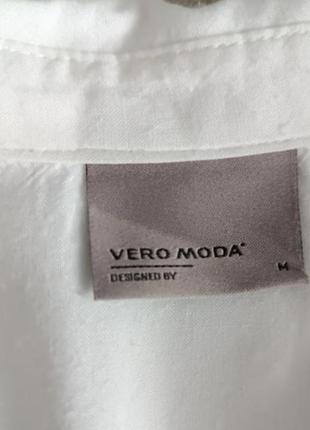 VERO MODA
DESIGNED BY
M